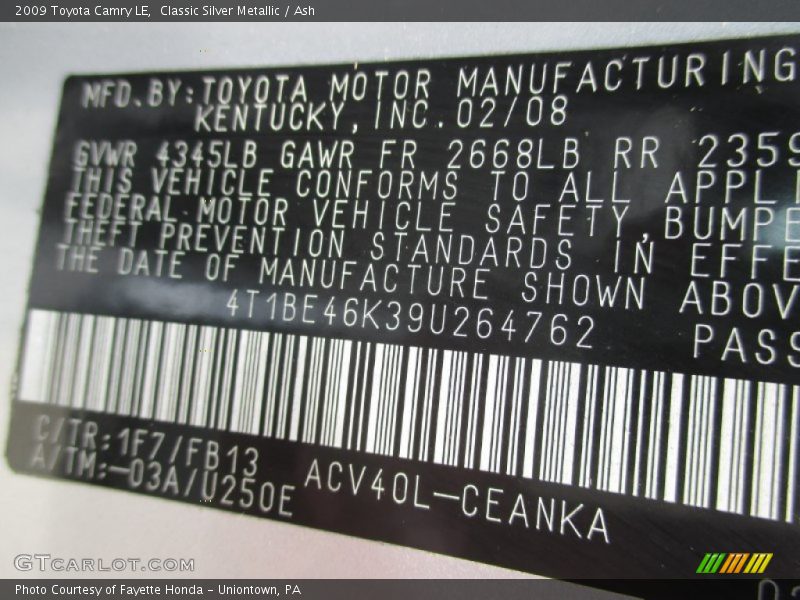 2009 Toyota Camry LE,  Classic Silver Metallic / Ash
MFD. BY: TOYOTA MOTOR MANUFACTURING
KENTUCKY, INC. 02/08
GVWR 4345LB GAWR FR 2668LB RR 2359
THIS VEHICLE CONFORMS TO ALL APPLI
FEDERAL MOTOR VEHICLE SAFETY, BUMPE
THEFT PREVENTION STANDARDS IN EFFE
THE DATE OF MANUFACTURE SHOWN ABOV
4T1BE46K39U264762 PASS
C/TR: 1F7/FB13
A/TM:-03A/U250E ACV40L-CEANKA
GTCARLOT.COM
Photo Courtesy of Fayette Honda - Uniontown, PA